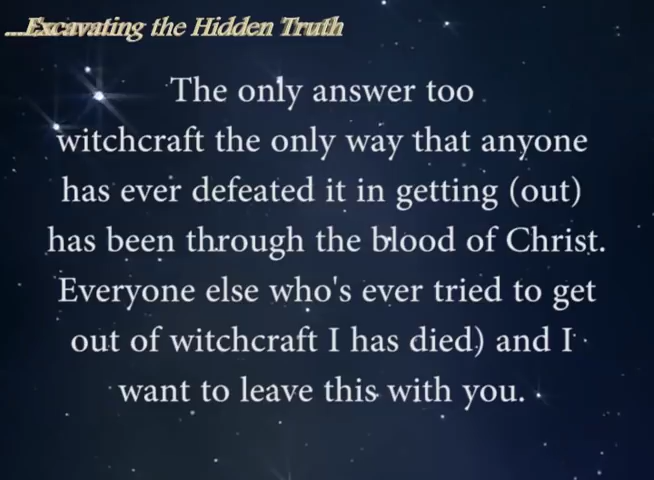 ...Excavating the Hidden Truth
The only answer too
witchcraft the only way that anyone
has ever defeated it in getting (out)
has been through the blood of Christ.
Everyone else who's ever tried to get
out of witchcraft I has died) and I
want to leave this with you.